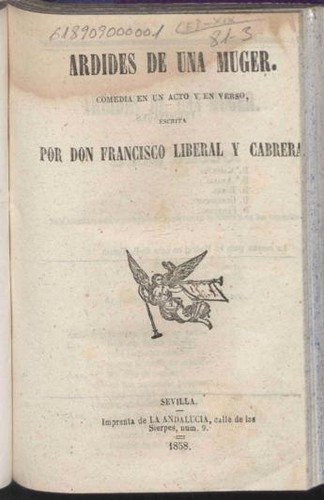 618909000001
81-3
ARDIDES DE UNA MUGER.
COMEDIA EN UN ACTO Y EN VERSO,
ESCRITA
POR DON FRANCISCO LIBERAL Y CABRERA
SEVILLA.
Imprenta de LA ANDALUCIA, calle de las
Sierpes, num. 9.
1858.